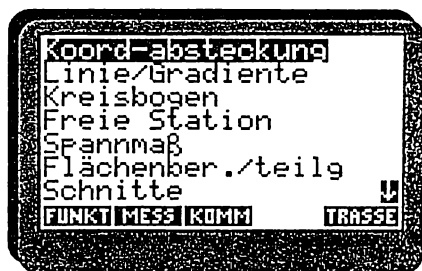 Koord-absteckung
Linie/Gradiente
Kreisbogen
Freie Station
Spannmaß
Flächenber./teilg
Schnitte
FUNKT MESS KOMM TRASSE